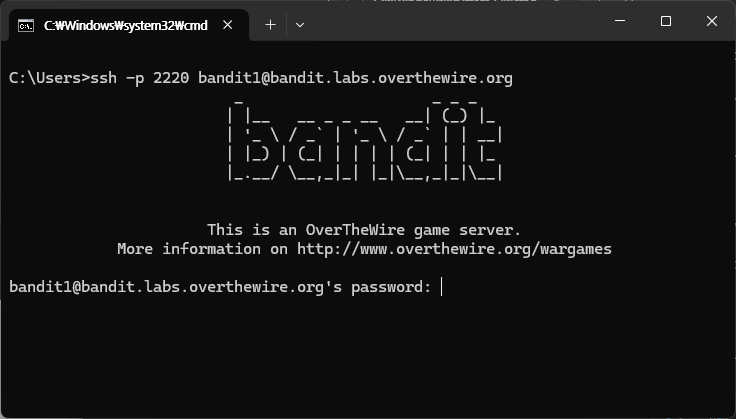 C:₩Windows₩system32₩cmd
C:\Users>ssh -p 2220 bandit1@bandit.labs.overthewire.org
bandit
This is an OverTheWire game server.
More information on http://www.overthewire.org/wargames
bandit1@bandit.labs.overthewire.org's password: